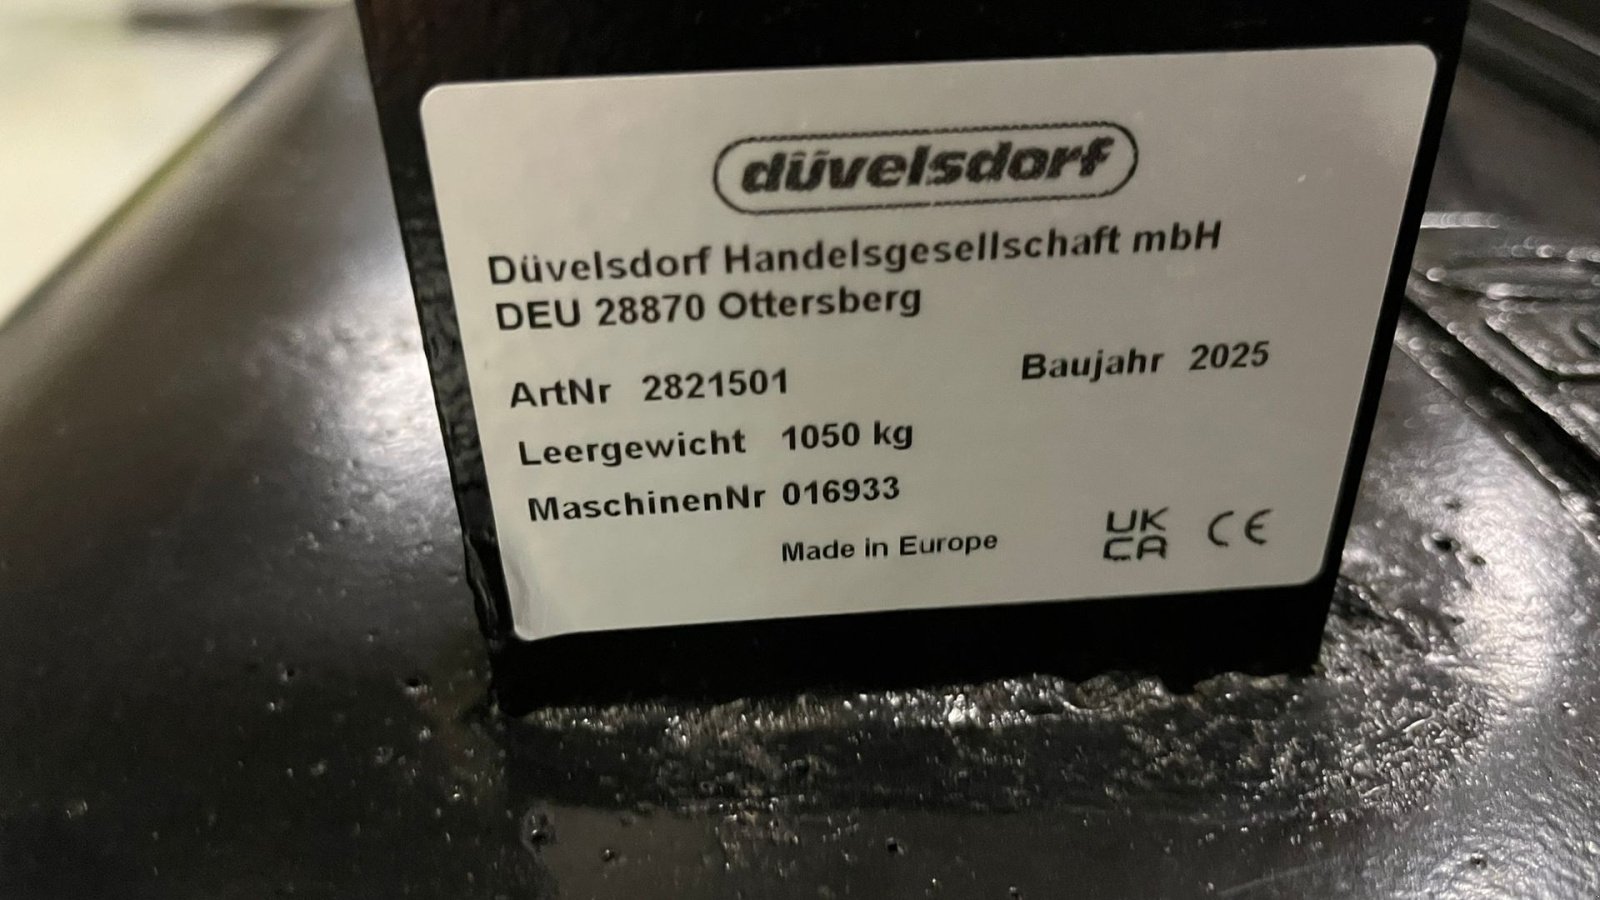 düvelsdorf
Düvelsdorf Handelsgesellschaft mbH
DEU 28870 Ottersberg
ArtNr 2821501 Baujahr 2025
Leergewicht 1050 kg
MaschinenNr 016933
Made in Europe UK CA CE